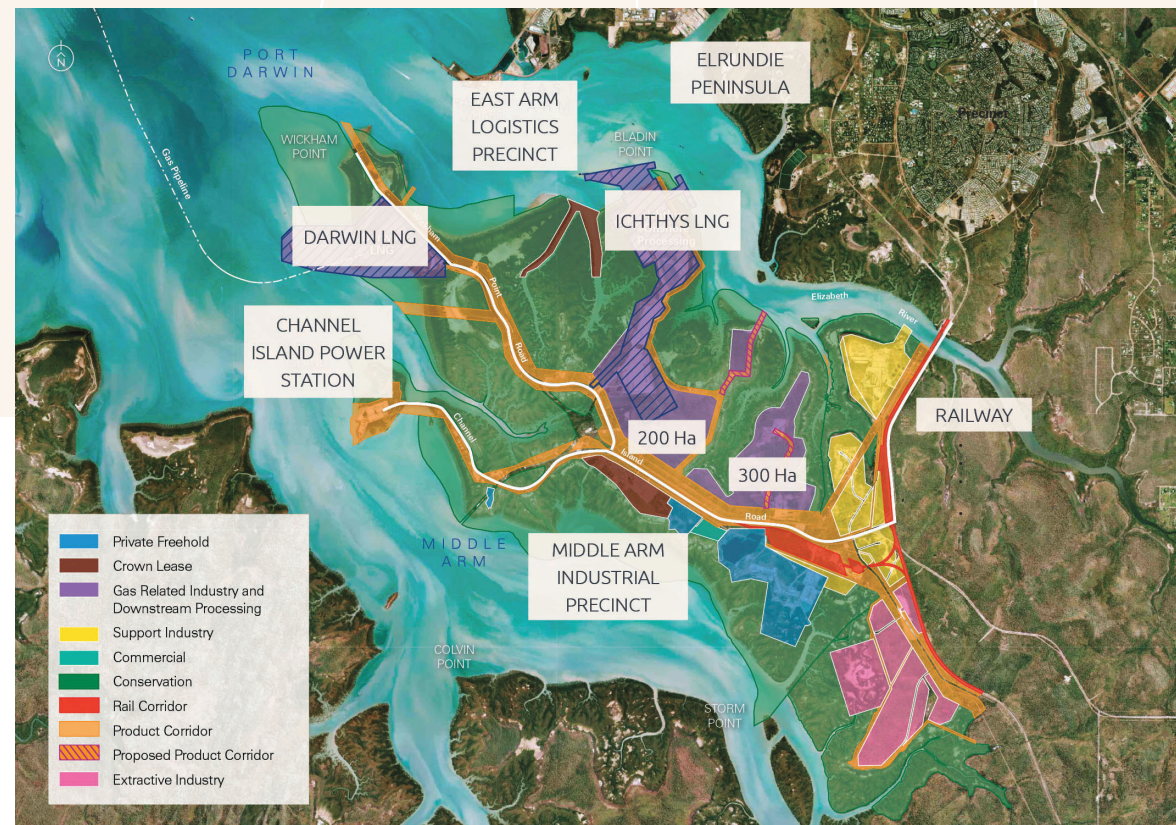 N
PORT
DARWIN
ELRUNDIE
PENINSULA
EAST ARM
LOGISTICS
PRECINCT
Precinct
WICKHAM
POINT
BLADIN
POINT
Gas Pipeline
DARWIN LNG
LNG
ICHTHYS LNG
Processing
Point
Road
Elizabeth
River
CHANNEL
ISLAND POWER
STATION
RAILWAY
Channel
Island
Road
200 Ha
300 Ha
MIDDLE
ARM
MIDDLE ARM
INDUSTRIAL
PRECINCT
COLVIN
POINT
STORM
POINT
Private Freehold
Crown Lease
Gas Related Industry and
Downstream Processing
Support Industry
Commercial
Conservation
Rail Corridor
Product Corridor
Proposed Product Corridor
Extractive Industry